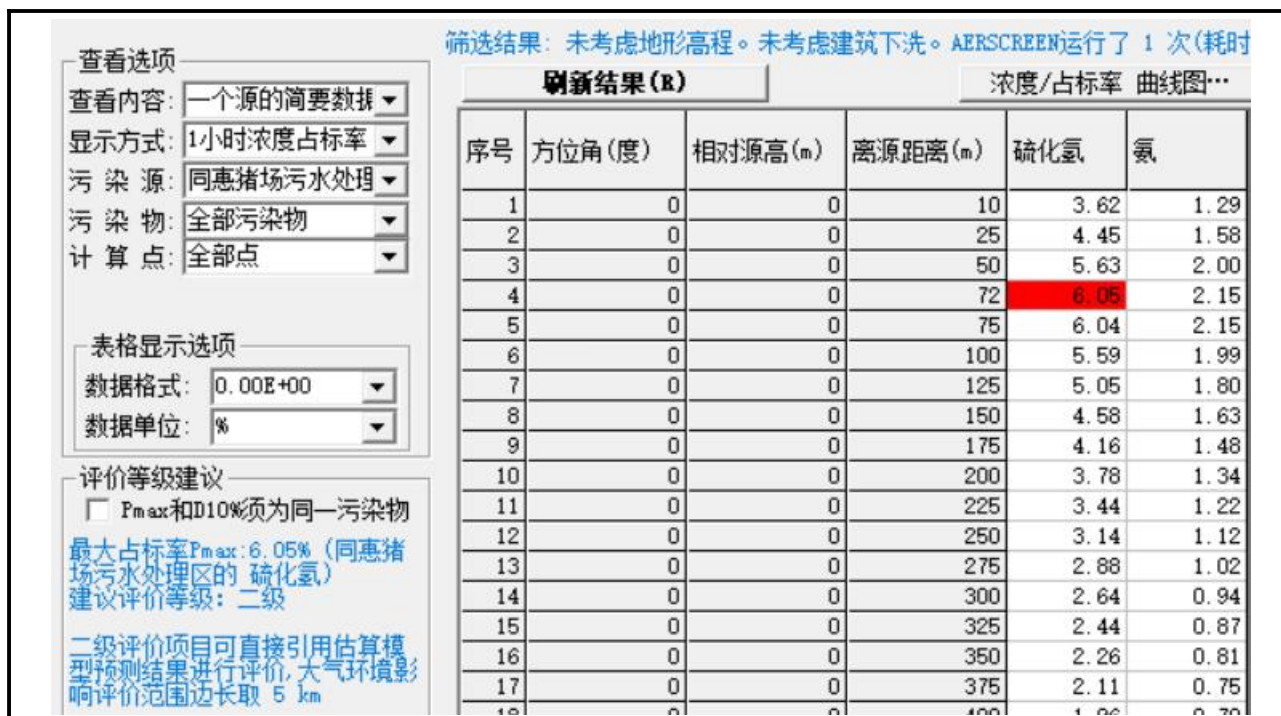 筛选结果: 未考虑地形高程。未考虑建筑下洗。AERSCREEN运行了 1 次(耗时
查看选项
查看内容: 一个源的简要数据
显示方式: 1小时浓度占标率
污 染 源: 同惠猪场污水处理
污 染 物: 全部污染物
计 算 点: 全部点
表格显示选项
数据格式: 0.00E+00
数据单位: %
评价等级建议
Pmax和D10%须为同一污染物
最大占标率Pmax:6.05% (同惠猪
场污水处理区的 硫化氢)
建议评价等级: 二级
二级评价项目可直接引用估算模
型预测结果进行评价,大气环境影
响评价范围边长取 5 km
刷新结果(R) 浓度/占标率 曲线图…
序号 方位角(度) 相对源高(m) 离源距离(m) 硫化氢 氨
1 0 0 10 3.62 1.29
2 0 0 25 4.45 1.58
3 0 0 50 5.63 2.00
4 0 0 72 6.05 2.15
5 0 0 75 6.04 2.15
6 0 0 100 5.59 1.99
7 0 0 125 5.05 1.80
8 0 0 150 4.58 1.63
9 0 0 175 4.16 1.48
10 0 0 200 3.78 1.34
11 0 0 225 3.44 1.22
12 0 0 250 3.14 1.12
13 0 0 275 2.88 1.02
14 0 0 300 2.64 0.94
15 0 0 325 2.44 0.87
16 0 0 350 2.26 0.81
17 0 0 375 2.11 0.75